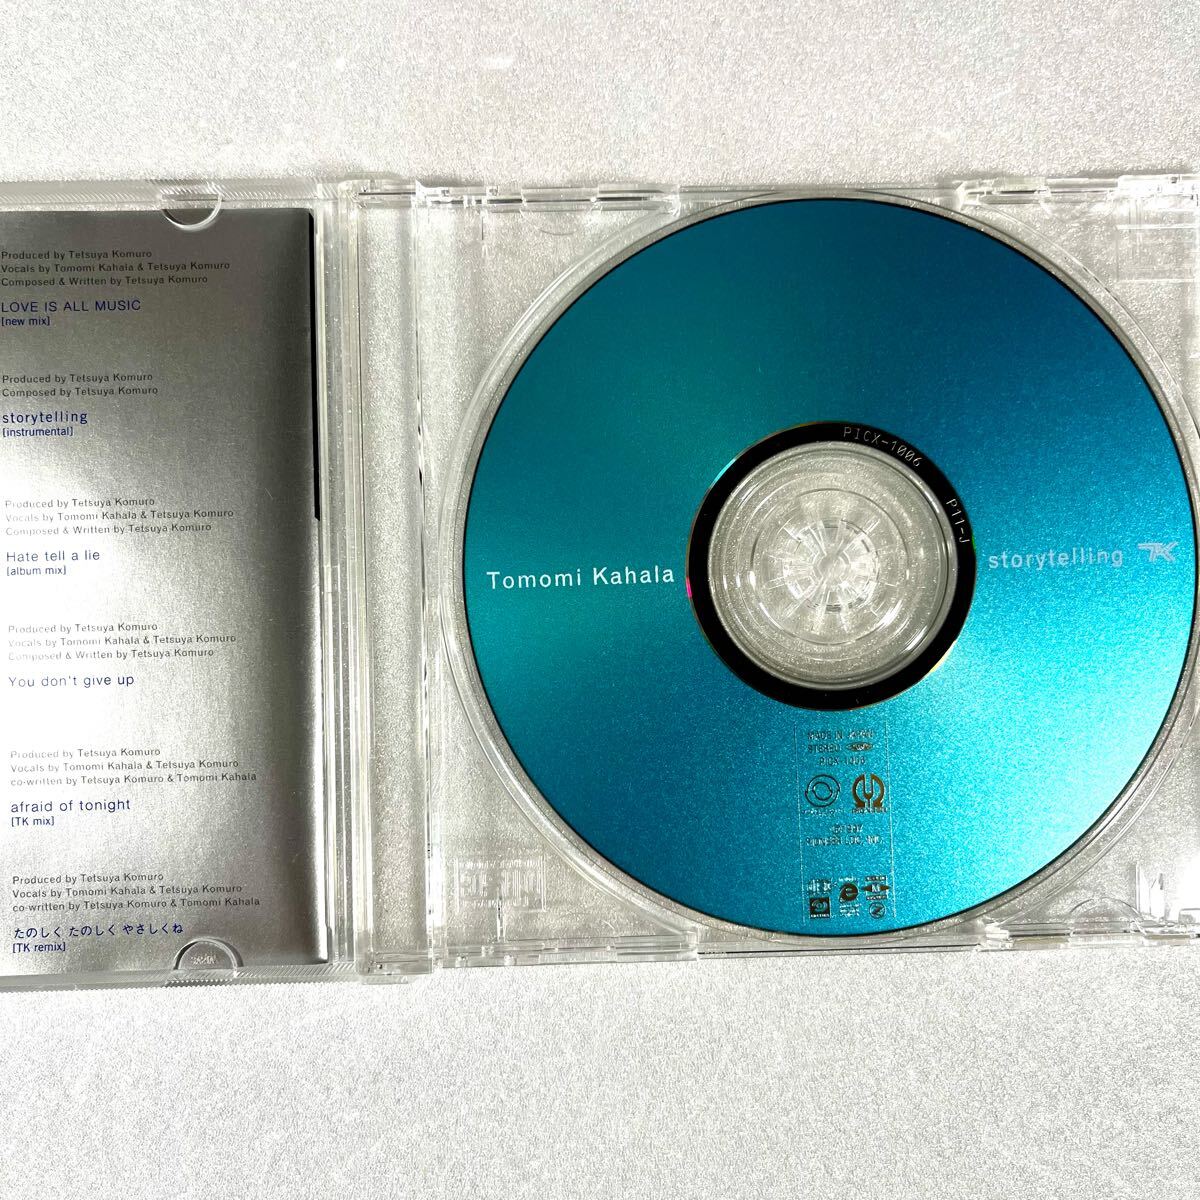 Produced by Tetsuya Komuro
Vocals by Tomomi Kahala & Tetsuya Komuro
Composed & Written by Tetsuya Komuro
LOVE IS ALL MUSIC
[new mix]
Produced by Tetsuya Komuro
Composed by Tetsuya Komuro
storytelling
[instrumental]
Produced by Tetsuya Komuro
Vocals by Tomomi Kahala & Tetsuya Komuro
Composed & Written by Tetsuya Komuro
Hate tell a lie
[album mix]
Produced by Tetsuya Komuro
Vocals by Tomomi Kahala & Tetsuya Komuro
Composed & Written by Tetsuya Komuro
You don't give up
Produced by Tetsuya Komuro
Vocals by Tomomi Kahala & Tetsuya Komuro
co-written by Tetsuya Komuro & Tomomi Kahala
afraid of tonight
[TK mix]
Produced by Tetsuya Komuro
Vocals by Tomomi Kahala & Tetsuya Komuro
co-written by Tetsuya Komuro & Tomomi Kahala
たのしく たのしく やさしくね
[TK remix]
PICX-1006
P11-J
Tomomi Kahala
storytelling TK
MADE IN JAPAN
STEREO